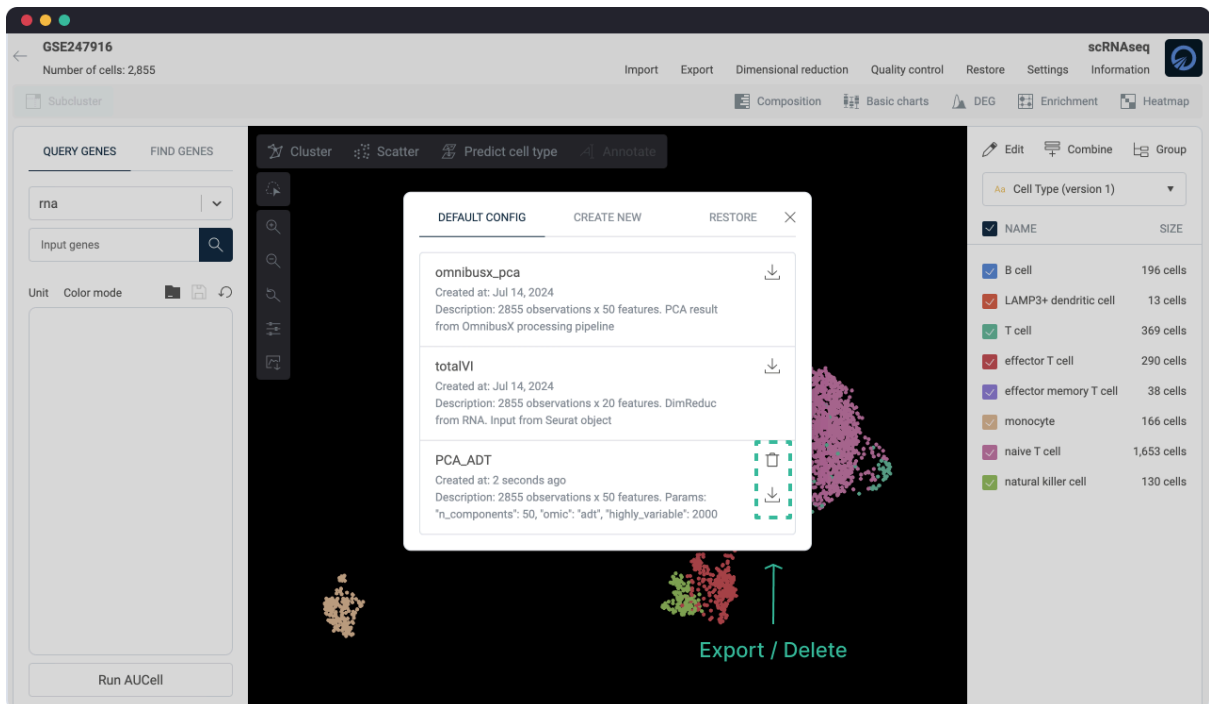 GSE247916
Number of cells: 2,855
scRNAseq
Import Export Dimensional reduction Quality control Restore Settings Information
Subcluster
Composition Basic charts DEG Enrichment Heatmap
QUERY GENES FIND GENES
rna
Input genes
Unit Color mode
Run AUCell
Cluster Scatter Predict cell type Annotate
DEFAULT CONFIG CREATE NEW RESTORE
omnibusx_pca
Created at: Jul 14, 2024
Description: 2855 observations x 50 features. PCA result
from OmnibusX processing pipeline
totalVI
Created at: Jul 14, 2024
Description: 2855 observations x 20 features. DimReduc
from RNA. Input from Seurat object
PCA_ADT
Created at: 2 seconds ago
Description: 2855 observations x 50 features. Params:
"n_components": 50, "omic": "adt", "highly_variable": 2000
Export / Delete
Edit Combine Group
Aa Cell Type (version 1)
NAME SIZE
B cell 196 cells
LAMP3+ dendritic cell 13 cells
T cell 369 cells
effector T cell 290 cells
effector memory T cell 38 cells
monocyte 166 cells
naive T cell 1,653 cells
natural killer cell 130 cells